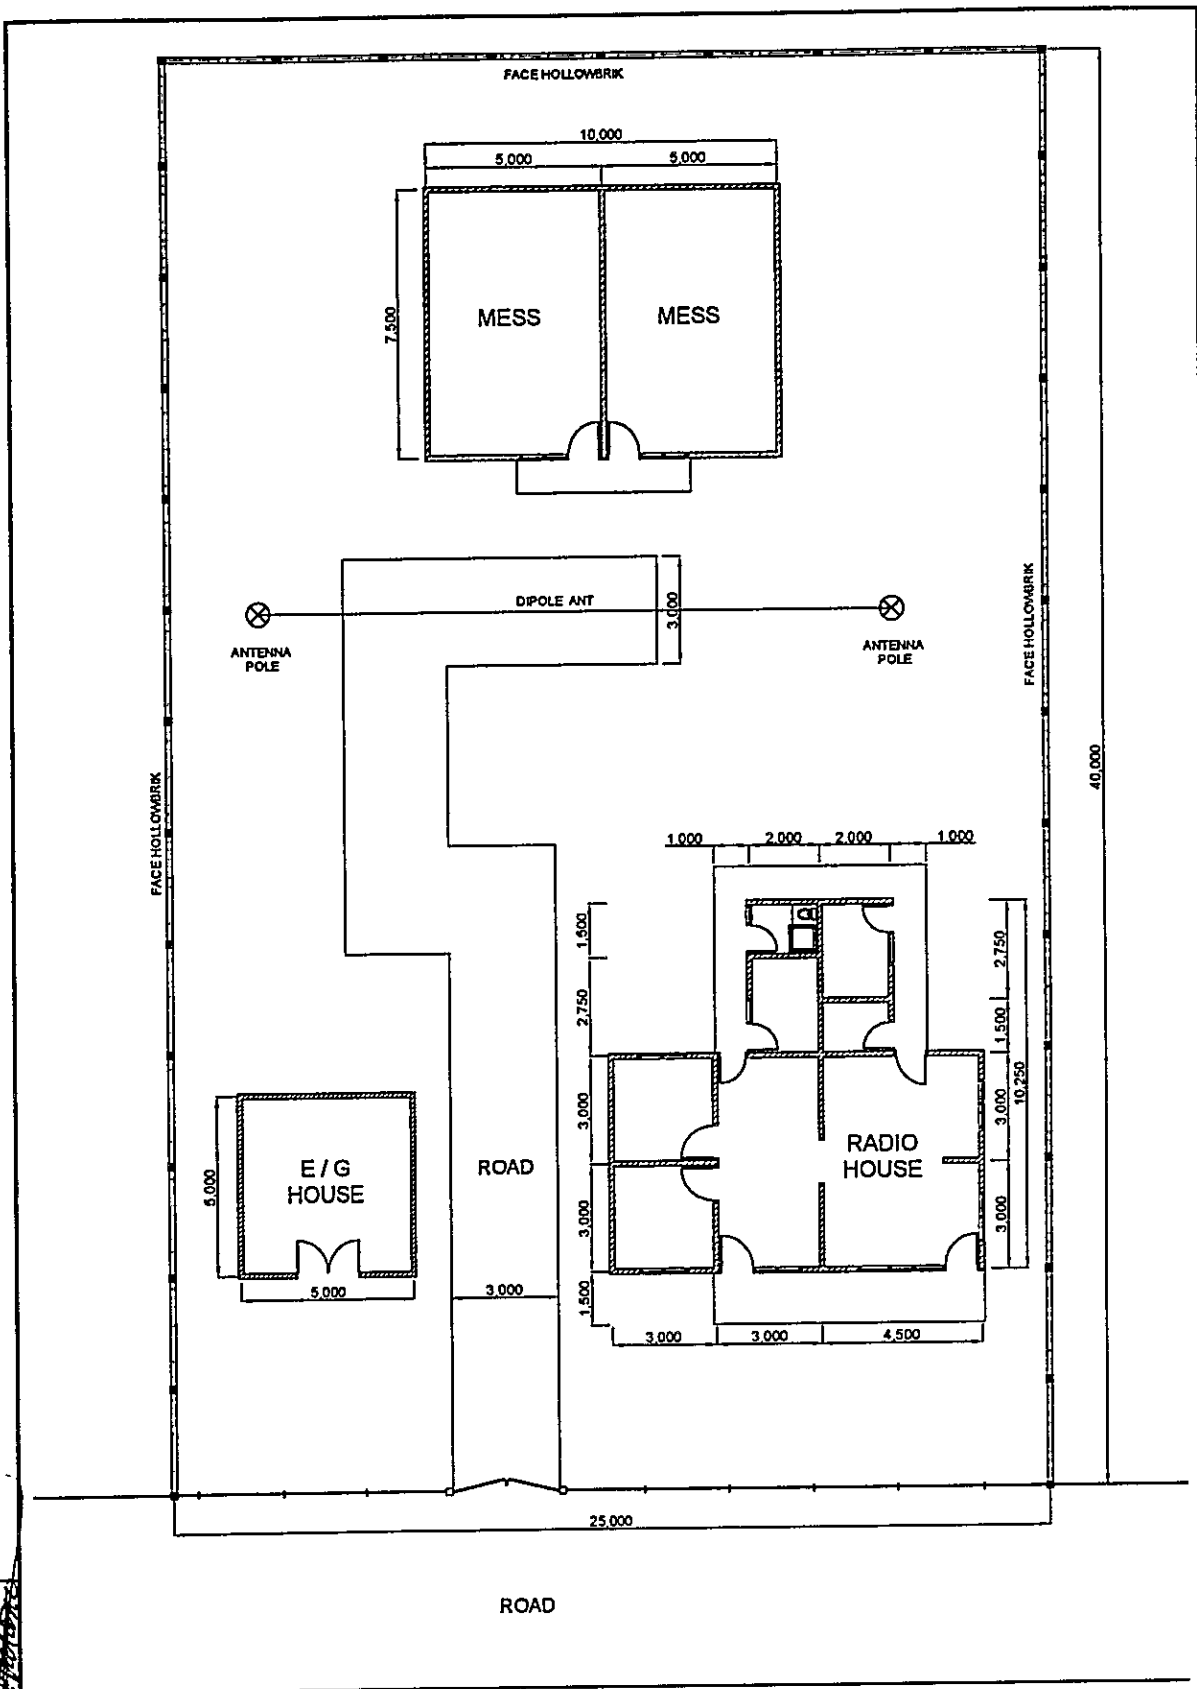 FACE HOLLOWBRIK
10,000
5,000
5,000
7,500
MESS
MESS
DIPOLE ANT
3,000
ANTENNA
POLE
ANTENNA
POLE
FACE HOLLOWBRIK
FACE HOLLOWBRIK
40,000
1.000
2.000
2.000
1.000
1,500
2,750
2,750
1,500
10,250
3,000
3,000
3,000
3,000
1,500
RADIO
HOUSE
E / G
HOUSE
5,000
5,000
ROAD
3,000
3,000
3,000
4,500
25,000
ROAD